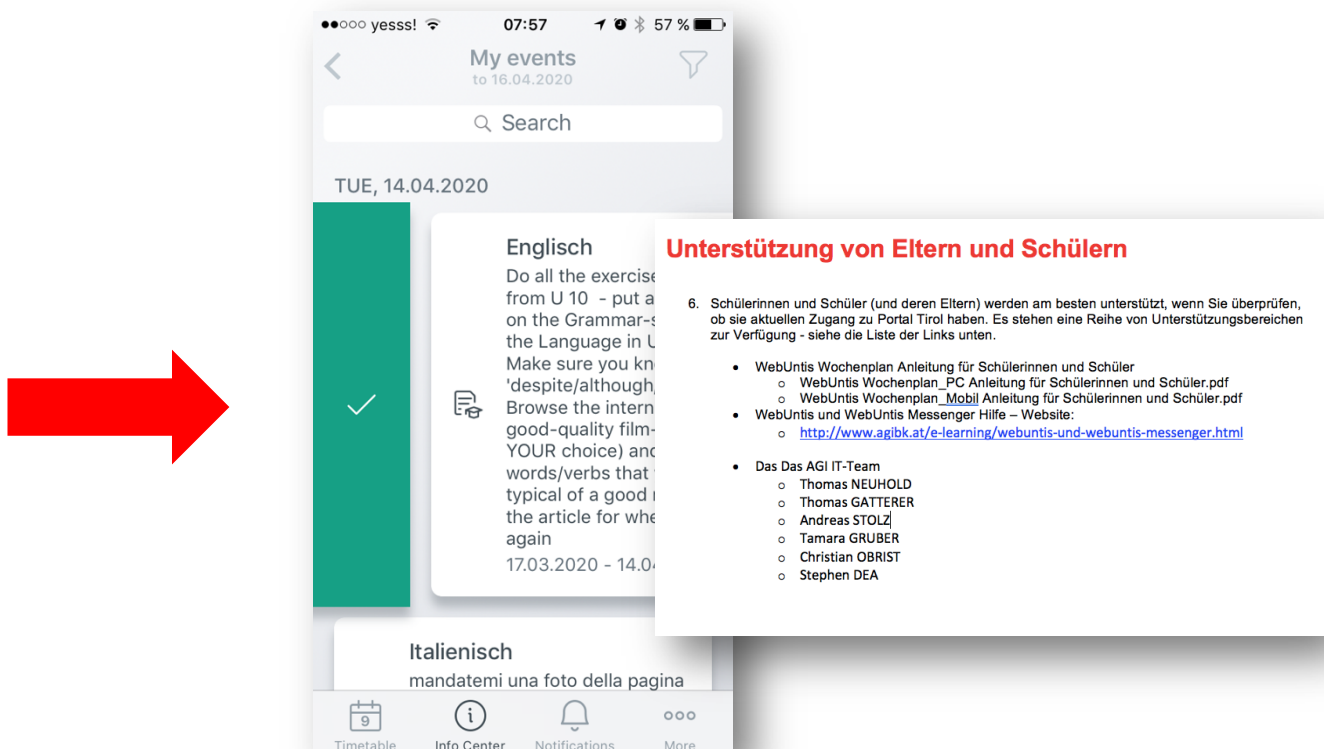 yesss! 07:57 57 %
My events
to 16.04.2020
Search
TUE, 14.04.2020
Englisch
Do all the exercise
from U 10 - put a
on the Grammar-s
the Language in U
Make sure you kn
'despite/although,
Browse the intern
good-quality film-
YOUR choice) and
words/verbs that
typical of a good
the article for whe
again
17.03.2020 - 14.04
Italienisch
mandatemi una foto della pagina
9
Timetable Info Center Notifications More
Unterstützung von Eltern und Schülern
6. Schülerinnen und Schüler (und deren Eltern) werden am besten unterstützt, wenn Sie überprüfen,
ob sie aktuellen Zugang zu Portal Tirol haben. Es stehen eine Reihe von Unterstützungsbereichen
zur Verfügung - siehe die Liste der Links unten.
• WebUntis Wochenplan Anleitung für Schülerinnen und Schüler
o WebUntis Wochenplan_PC Anleitung für Schülerinnen und Schüler.pdf
o WebUntis Wochenplan_Mobil Anleitung für Schülerinnen und Schüler.pdf
• WebUntis und WebUntis Messenger Hilfe – Website:
o http://www.agibk.at/e-learning/webuntis-und-webuntis-messenger.html
• Das Das AGI IT-Team
o Thomas NEUHOLD
o Thomas GATTERER
o Andreas STOLZ
o Tamara GRUBER
o Christian OBRIST
o Stephen DEA